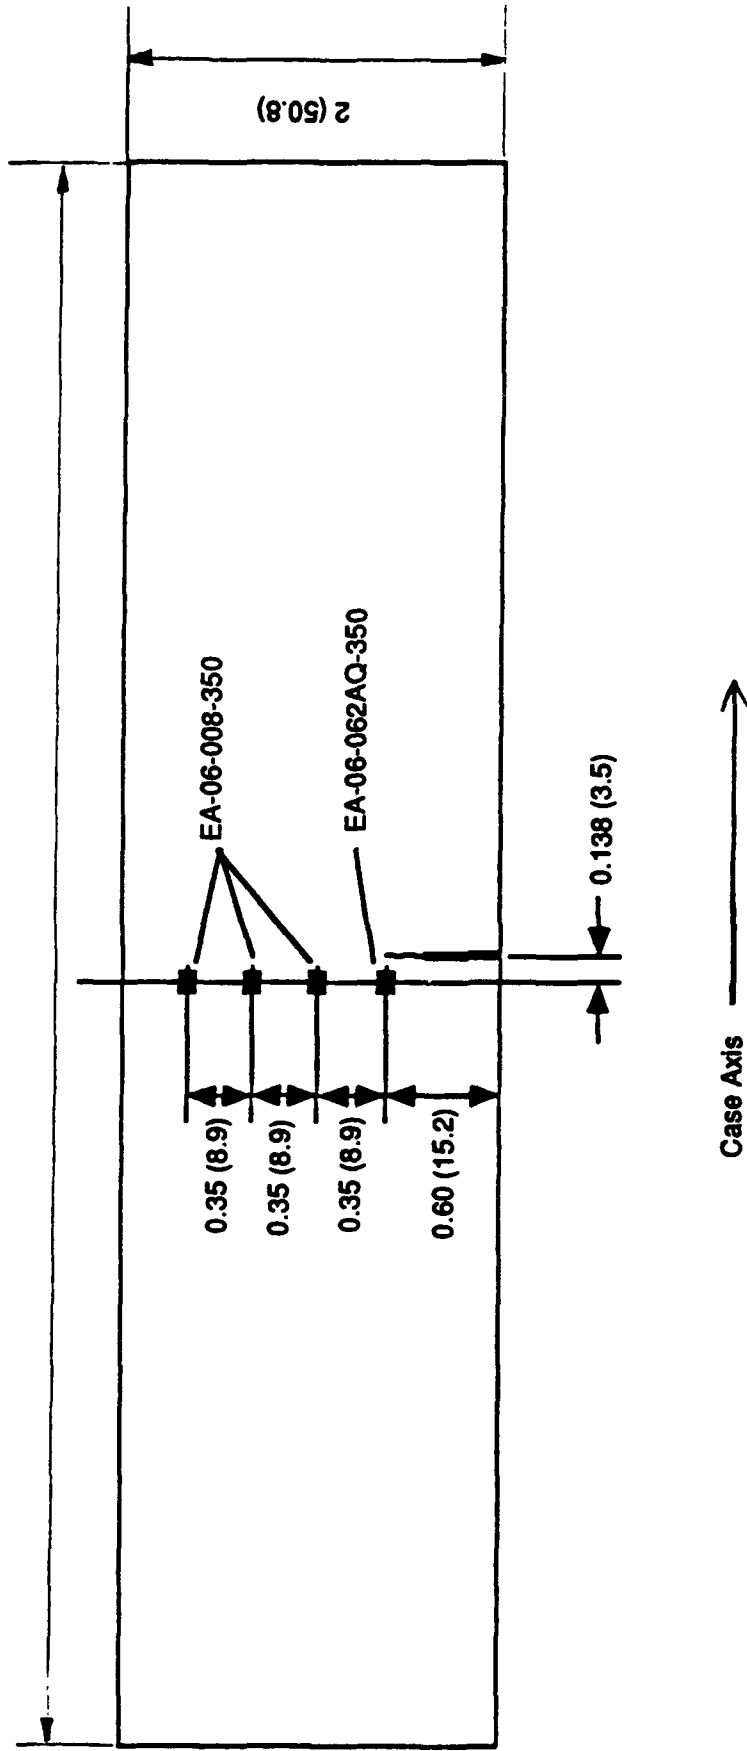 2 (50.8)
EA-06-008-350
EA-06-062AQ-350
0.138 (3.5)
0.35 (8.9)
0.35 (8.9)
0.35 (8.9)
0.60 (15.2)
Case Axis